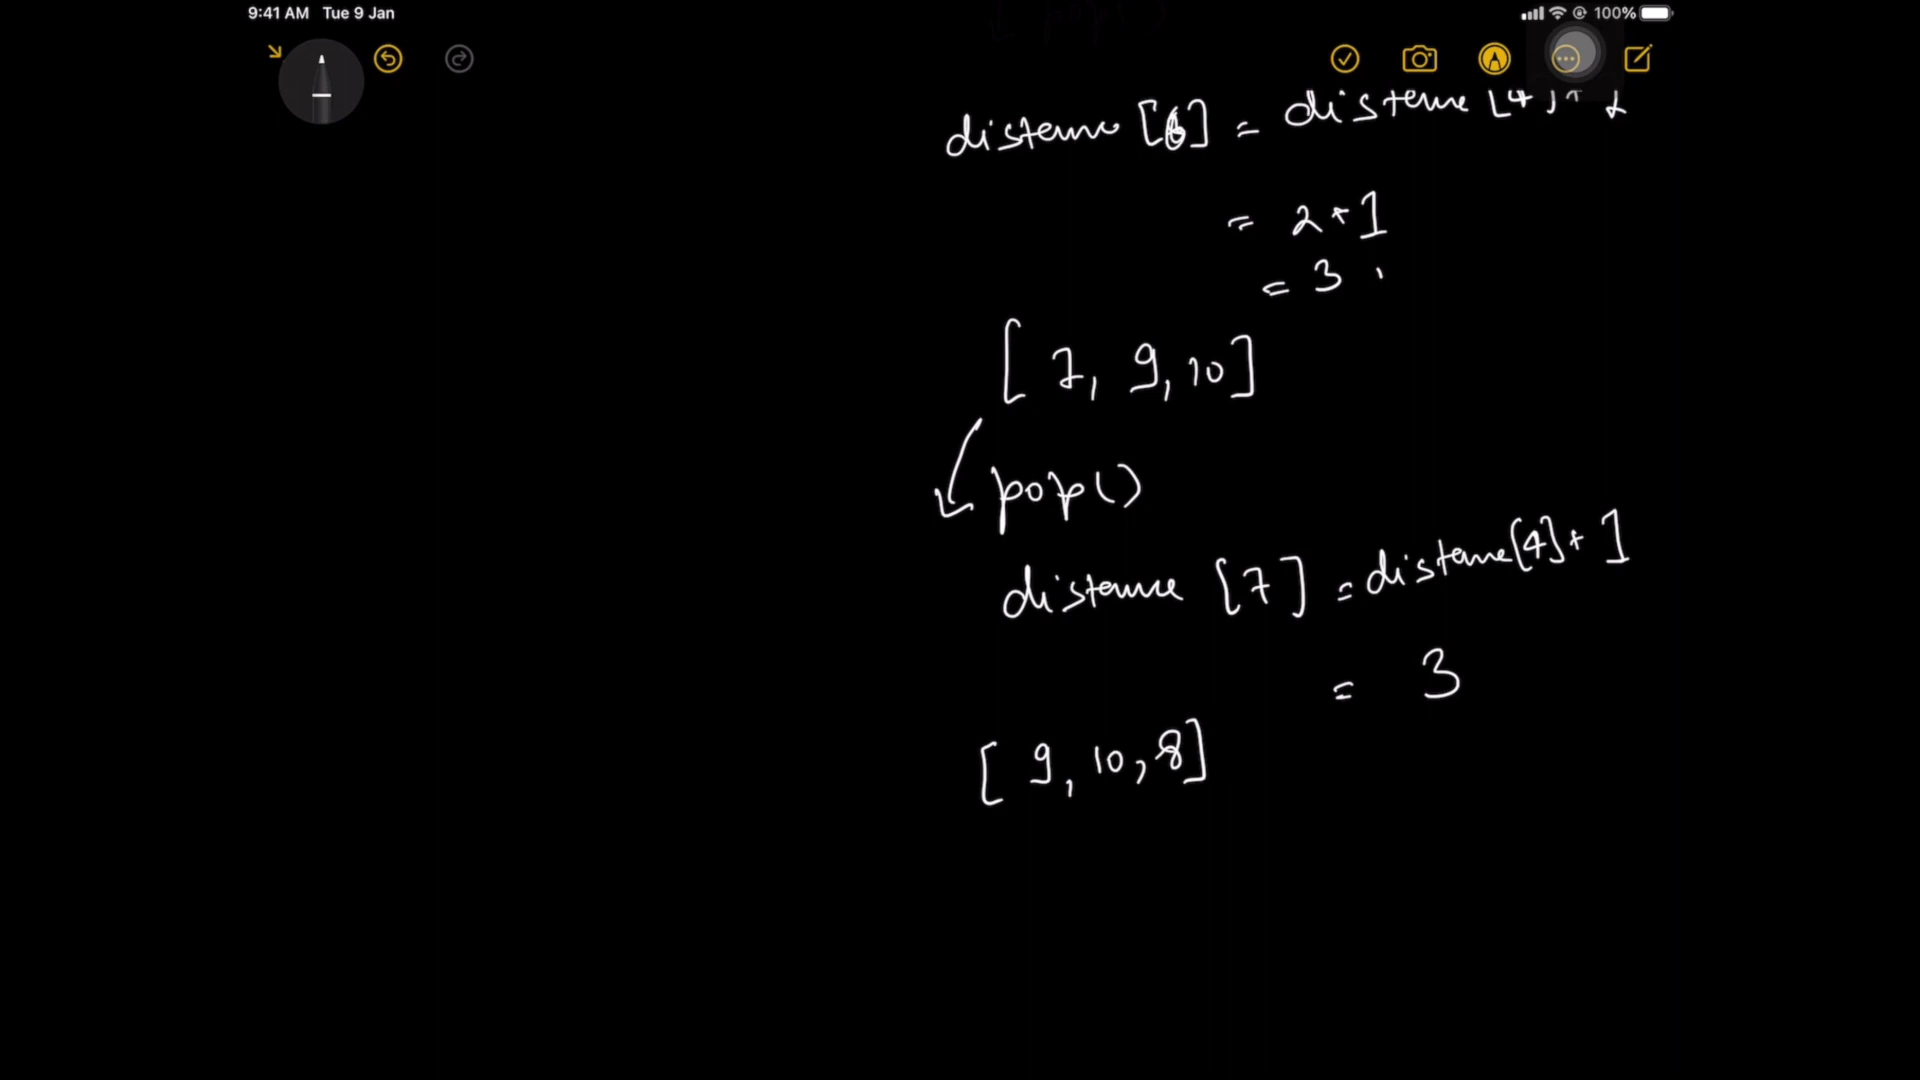 9:41 AM Tue 9 Jan
100%
distance [6] = distance [4] +
= 2 + 1
= 3
[ 7, 9, 10 ]
pop()
distance [7] = distance[4] + 1
= 3
[ 9, 10, 8 ]